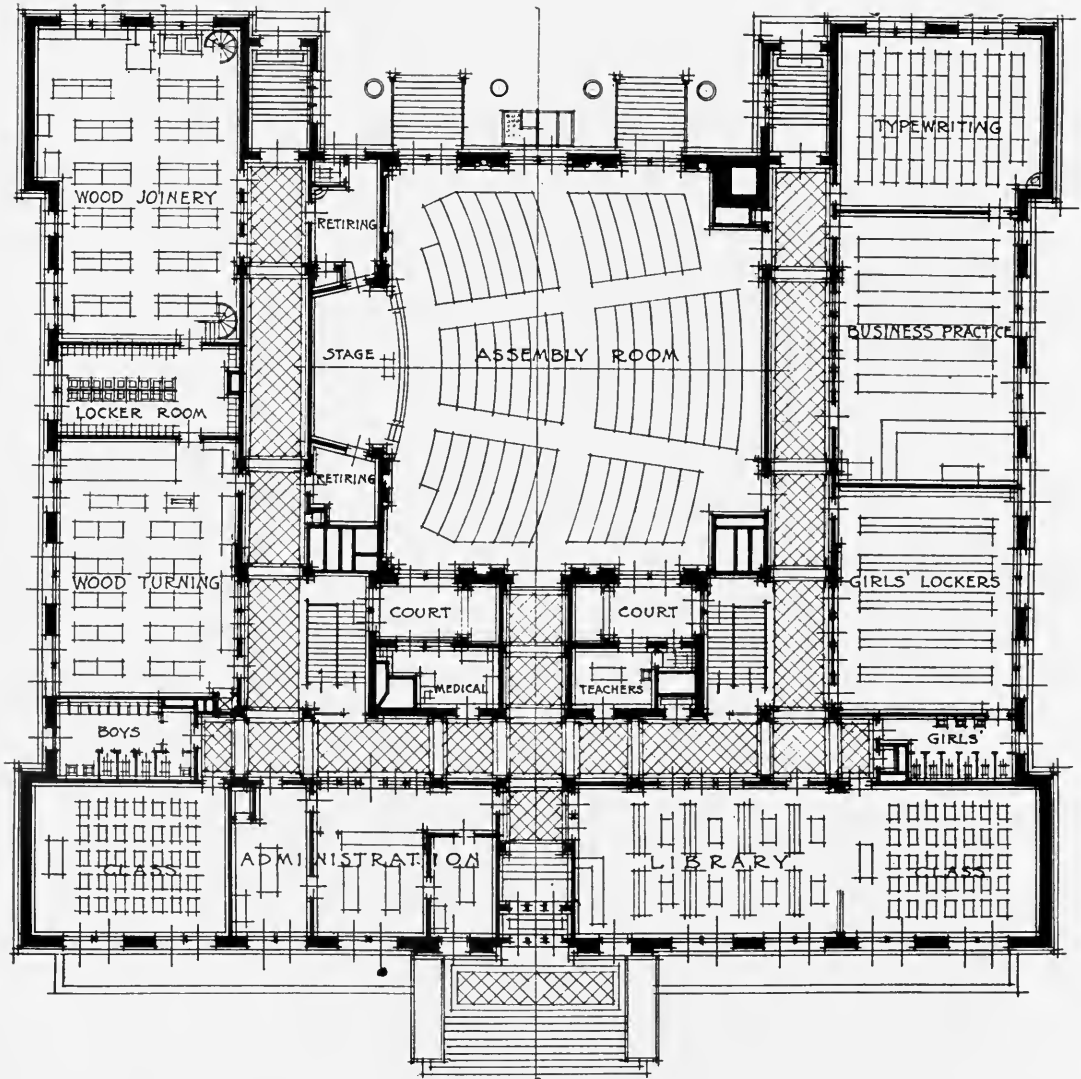 TYPEWRITING
WOOD JOINERY
RETIRING
BUSINESS PRACTICE
STAGE
ASSEMBLY ROOM
LOCKER ROOM
RETIRING
WOOD TURNING
GIRLS' LOCKERS
COURT
COURT
MEDICAL
TEACHERS
BOYS
GIRLS'
ADMINISTRATION
LIBRARY
CLASS
CLASS